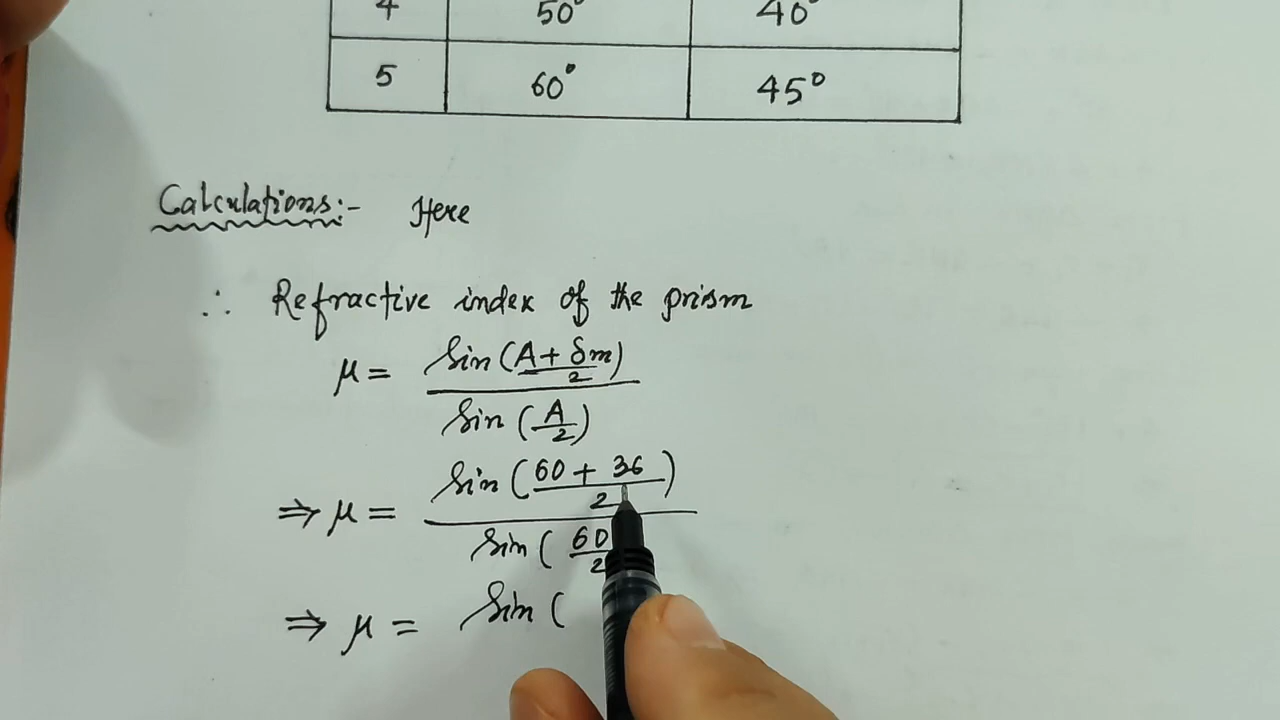 4 50° 40°
5 60° 45°
Calculations:- Here
∴ Refractive index of the prism
μ = sin(A + δm / 2) / sin(A / 2)
⇒ μ = sin(60 + 36 / 2) / sin(60 / 2
⇒ μ = sin(